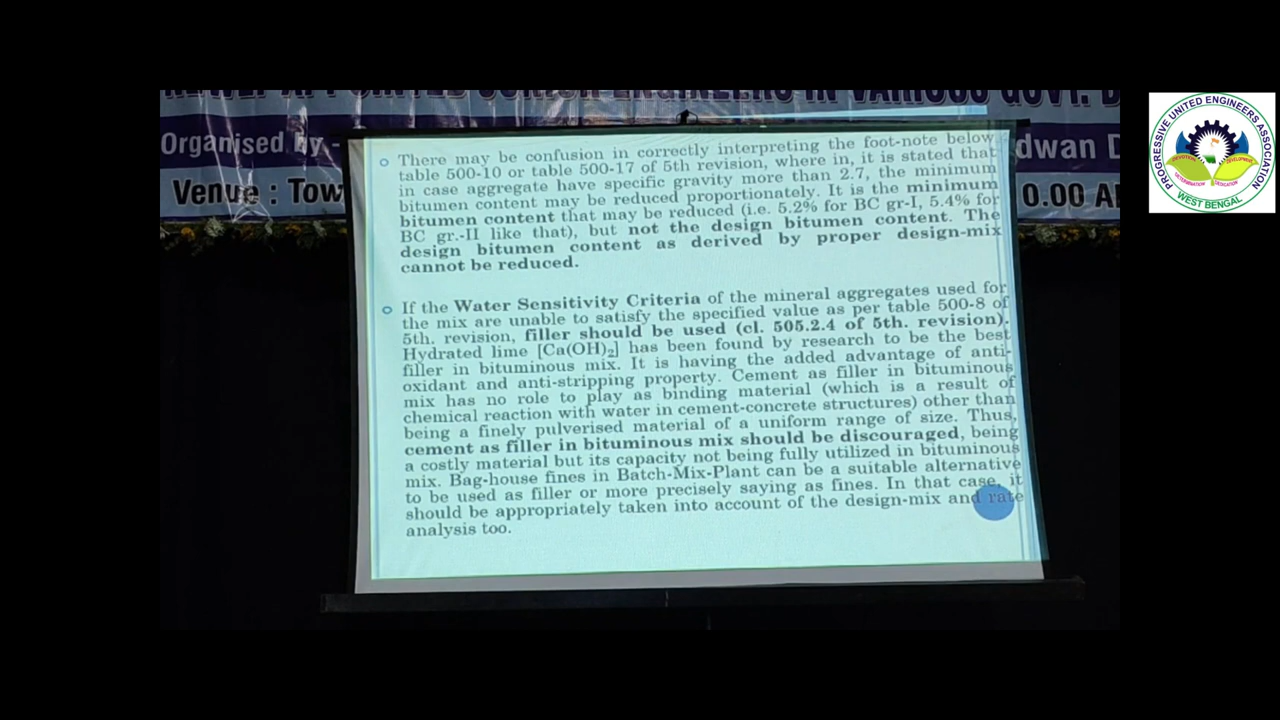 NEWLY APPOINTED JUNIOR ENGINEERS IN VARIOUS GOVT. D
Organised by -
dwan D
Venue : Tow
0.00 A
There may be confusion in correctly interpreting the foot-note below
table 500-10 or table 500-17 of 5th revision, where in, it is stated that
in case aggregate have specific gravity more than 2.7, the minimum
bitumen content may be reduced proportionately. It is the minimum
bitumen content that may be reduced (i.e. 5.2% for BC gr-I, 5.4% for
BC gr.-II like that), but not the design bitumen content. The
design bitumen content as derived by proper design-mix
cannot be reduced.
If the Water Sensitivity Criteria of the mineral aggregates used for
the mix are unable to satisfy the specified value as per table 500-8 of
5th. revision, filler should be used (cl. 505.2.4 of 5th. revision).
Hydrated lime [Ca(OH)2] has been found by research to be the best
filler in bituminous mix. It is having the added advantage of anti-
oxidant and anti-stripping property. Cement as filler in bituminous
mix has no role to play as binding material (which is a result of
chemical reaction with water in cement-concrete structures) other than
being a finely pulverised material of a uniform range of size. Thus,
cement as filler in bituminous mix should be discouraged, being
a costly material but its capacity not being fully utilized in bituminous
mix. Bag-house fines in Batch-Mix-Plant can be a suitable alternative
to be used as filler or more precisely saying as fines. In that case, it
should be appropriately taken into account of the design-mix and rate
analysis too.
PROGRESSIVE UNITED ENGINEERS ASSOCIATION
DEVOTION
DEVELOPMENT
DETERMINATION
DEDICATION
WEST BENGAL